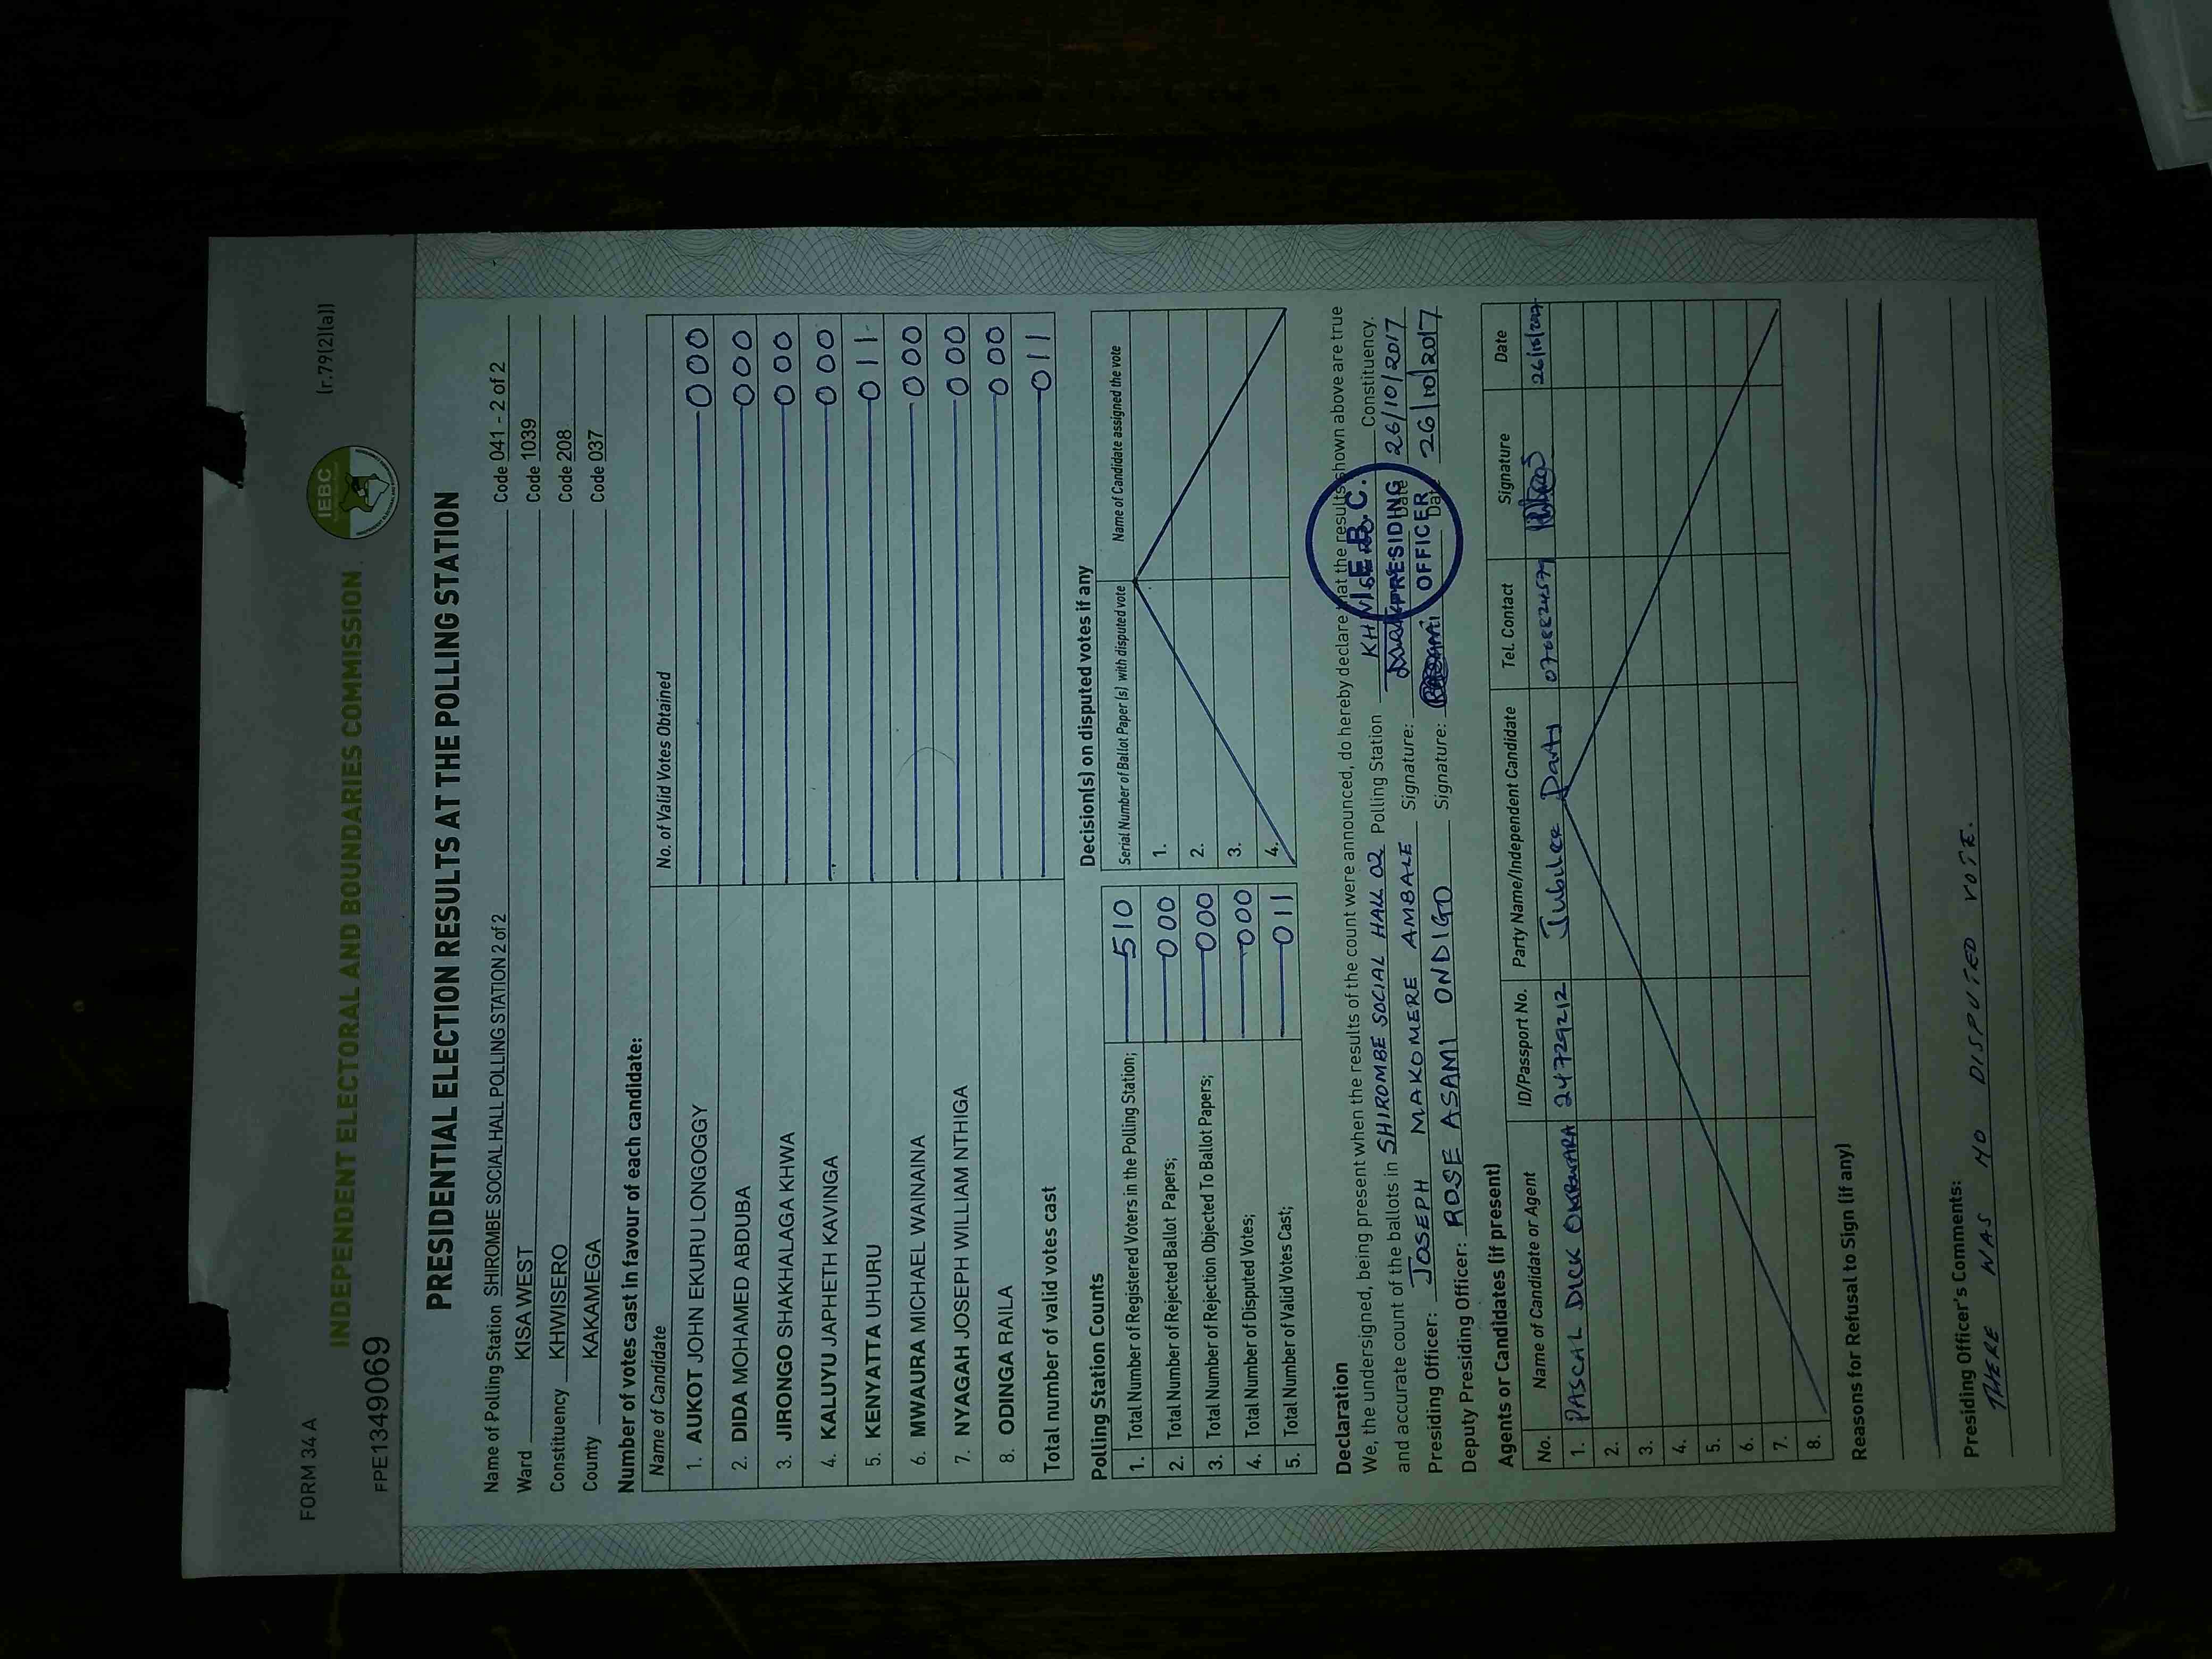 FORM 34 A
(r.79(2)(a))
IEBC
INDEPENDENT ELECTORAL AND BOUNDARIES COMMISSION
FPE1349069
PRESIDENTIAL ELECTION RESULTS AT THE POLLING STATION
Name of Polling Station SHIROMBE SOCIAL HALL POLLING STATION 2 of 2 Code 041 - 2 of 2
Ward KISA WEST Code 1039
Constituency KHWISERO Code 208
County KAKAMEGA Code 037
Number of votes cast in favour of each candidate:
Name of Candidate No. of Valid Votes Obtained
1. AUKOT JOHN EKURU LONGOGGY 000
2. DIDA MOHAMED ABDUBA 000
3. JIRONGO SHAKHALAGA KHWA 000
4. KALUYU JAPHETH KAVINGA 000
5. KENYATTA UHURU 011
6. MWAURA MICHAEL WAINAINA 000
7. NYAGAH JOSEPH WILLIAM NTHIGA 000
8. ODINGA RAILA 000
Total number of valid votes cast 011
Polling Station Counts
1. Total Number of Registered Voters in the Polling Station; 510
2. Total Number of Rejected Ballot Papers; 000
3. Total Number of Rejection Objected To Ballot Papers; 000
4. Total Number of Disputed Votes; 000
5. Total Number of Valid Votes Cast; 011
Decision(s) on disputed votes if any
Serial Number of Ballot Paper (s) with disputed vote Name of Candidate assigned the vote
1.
2.
3.
4.
Declaration
We, the undersigned, being present when the results of the count were announced, do hereby declare that the results shown above are true
and accurate count of the ballots in SHIROMBE SOCIAL HALL 02 Polling Station Constituency.
Presiding Officer: JOSEPH MAKOMERE AMBALE Signature: Date 26/10/2017
Deputy Presiding Officer: ROSE ASAMI ONDIGO Signature: Date 26/10/2017
I.E.B.C.
PRESIDING
OFFICER
Agents or Candidates (if present)
No. Name of Candidate or Agent ID/Passport No. Party Name/Independent Candidate Tel. Contact Signature Date
1. PASCAL DICK 24729212 Jubilee Party 26/10/2017
2.
3.
4.
5.
6.
7.
8.
Reasons for Refusal to Sign (if any)
Presiding Officer's Comments:
THERE WAS NO DISPUTED VOTE.